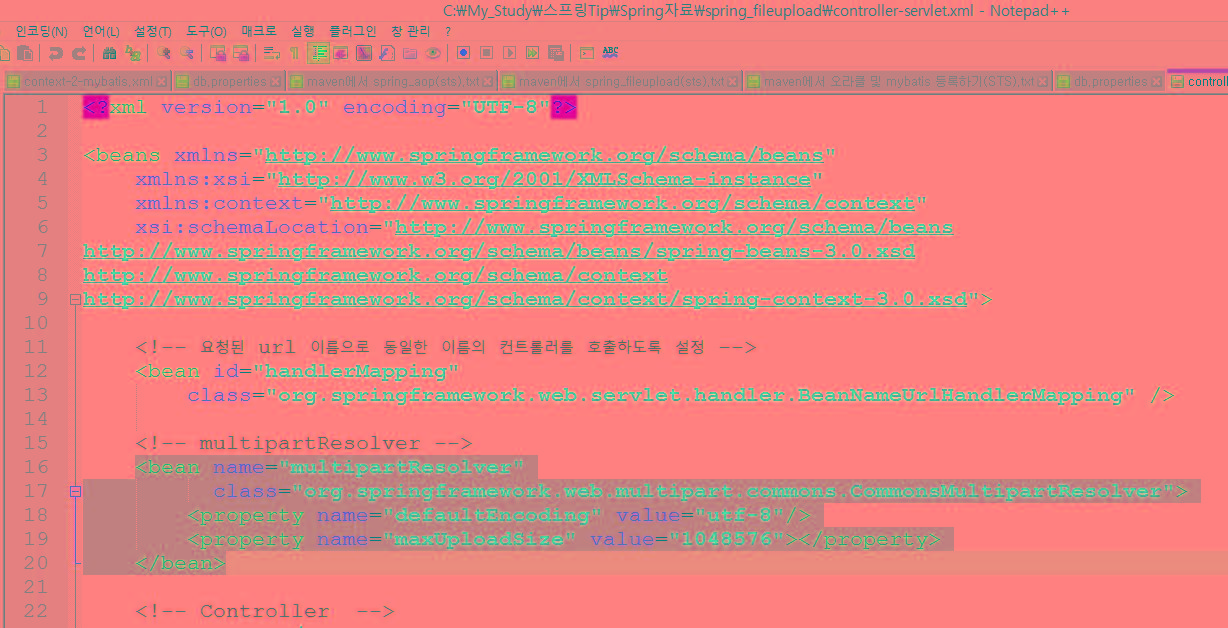 C:\My_Study\스프링Tip\Spring자료\spring_fileupload\controller-servlet.xml - Notepad++
인코딩(N) 언어(L) 설정(T) 도구(O) 매크로 실행 플러그인 창 관리 ?
ABC
context-2-mybatis.xml db.properties maven에서 spring_aop(sts).txt maven에서 spring_fileupload(sts).txt maven에서 오라클 및 mybatis 등록하기(STS).txt db.properties control
1 <?xml version="1.0" encoding="UTF-8"?>
2
3 <beans xmlns="http://www.springframework.org/schema/beans"
4 xmlns:xsi="http://www.w3.org/2001/XMLSchema-instance"
5 xmlns:context="http://www.springframework.org/schema/context"
6 xsi:schemaLocation="http://www.springframework.org/schema/beans
7 http://www.springframework.org/schema/beans/spring-beans-3.0.xsd
8 http://www.springframework.org/schema/context
9 http://www.springframework.org/schema/context/spring-context-3.0.xsd">
10
11 <!-- 요청된 url 이름으로 동일한 이름의 컨트롤러를 호출하도록 설정 -->
12 <bean id="handlerMapping"
13 class="org.springframework.web.servlet.handler.BeanNameUrlHandlerMapping" />
14
15 <!-- multipartResolver -->
16 <bean name="multipartResolver"
17 class="org.springframework.web.multipart.commons.CommonsMultipartResolver">
18 <property name="defaultEncoding" value="utf-8"/>
19 <property name="maxUploadSize" value="1048576"></property>
20 </bean>
21
22 <!-- Controller -->